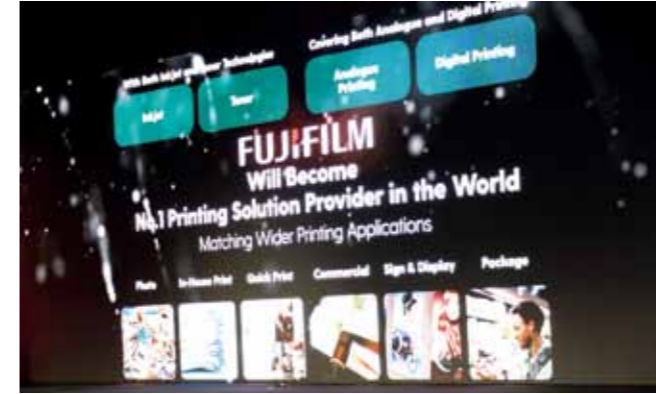 With Both Inkjet and Toner Technologies
Covering Both Analogue and Digital Printing
Inkjet
Toner
Analogue
Printing
Digital Printing
FUJIFILM
Will Become
No.1 Printing Solution Provider in the World
Matching Wider Printing Applications
Photo
In-House Print
Quick Print
Commercial
Sign & Display
Package